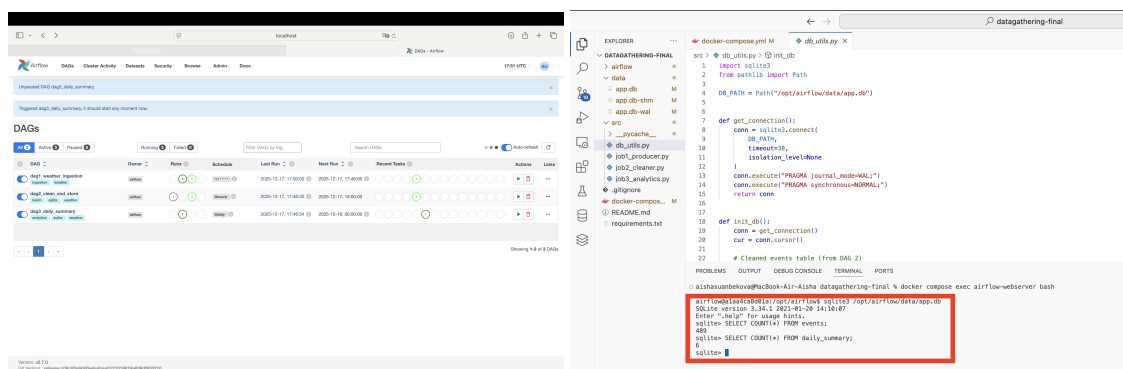 localhost
DAGs - Airflow
Airflow DAGs Cluster Activity Datasets Security Browse Admin Docs 17:51 UTC AU
Unpaused DAG dag3_daily_summary.
Triggered dag3_daily_summary, it should start any moment now.
DAGs
All 3 Active 3 Paused 0 Running 3 Failed 0 Filter DAGs by tag Search DAGs Auto-refresh
DAG Owner Runs Schedule Last Run Next Run Recent Tasks Actions Links
dag1_weather_ingestion airflow 2025-12-17, 17:50:00 2025-12-17, 17:46:00
ingestion weather
dag2_clean_and_store airflow @hourly 2025-12-17, 17:46:32 2025-12-17, 16:00:00
batch sqlite weather
dag3_daily_summary airflow @daily 2025-12-17, 17:46:34 2025-12-16, 00:00:00
analytics sqlite weather
« ‹ 1 › » Showing 1-3 of 3 DAGs
Version: v2.7.0
Git Version:
datagathering-final
EXPLORER ···
DATAGATHERING-FINAL
> airflow
data
app.db M
app.db-shm M
app.db-wal M
src
> __pycache__
db_utils.py
job1_producer.py
job2_cleaner.py
job3_analytics.py
.gitignore
docker-compos... M
README.md
requirements.txt
10
docker-compose.yml M db_utils.py ×
src > db_utils.py > init_db
1 import sqlite3
2 from pathlib import Path
3
4 DB_PATH = Path("/opt/airflow/data/app.db")
5
6
7 def get_connection():
8 conn = sqlite3.connect(
9 DB_PATH,
10 timeout=30,
11 isolation_level=None
12 )
13 conn.execute("PRAGMA journal_mode=WAL;")
14 conn.execute("PRAGMA synchronous=NORMAL;")
15 return conn
16
17
18 def init_db():
19 conn = get_connection()
20 cur = conn.cursor()
21
22 # Cleaned events table (from DAG 2)
PROBLEMS OUTPUT DEBUG CONSOLE TERMINAL PORTS
aishasuanbekova@MacBook-Air-Aisha datagathering-final % docker compose exec airflow-webserver bash
airflow@a1aa4ca8d01a:/opt/airflow$ sqlite3 /opt/airflow/data/app.db
SQLite version 3.34.1 2021-01-20 14:10:07
Enter ".help" for usage hints.
sqlite> SELECT COUNT(*) FROM events;
489
sqlite> SELECT COUNT(*) FROM daily_summary;
6
sqlite>